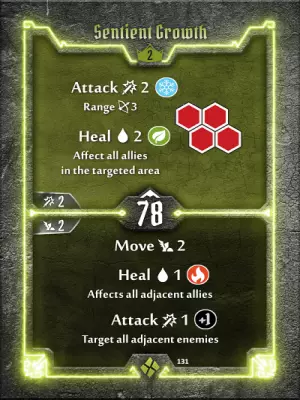 Sentient Growth
2
Attack 2
Range 3
Heal 2
Affect all allies
in the targeted area
2
78
2
Move 2
Heal 1
Affects all adjacent allies
Attack 1 +1
Target all adjacent enemies
131